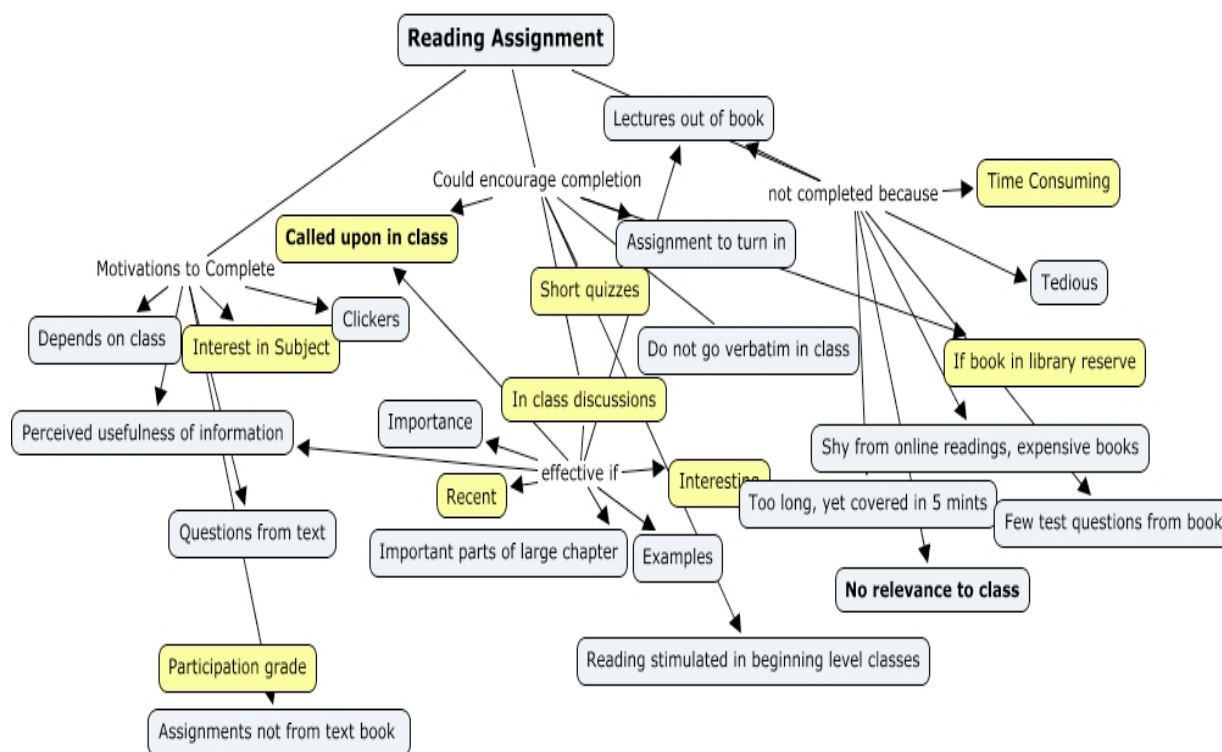 Reading Assignment
Lectures out of book
Could encourage completion
not completed because
Time Consuming
Called upon in class
Assignment to turn in
Motivations to Complete
Tedious
Short quizzes
Clickers
Depends on class
Interest in Subject
Do not go verbatim in class
If book in library reserve
In class discussions
Importance
Perceived usefulness of information
Shy from online readings, expensive books
effective if
Interesting
Recent
Too long, yet covered in 5 mints
Questions from text
Few test questions from book
Important parts of large chapter
Examples
No relevance to class
Reading stimulated in beginning level classes
Participation grade
Assignments not from text book